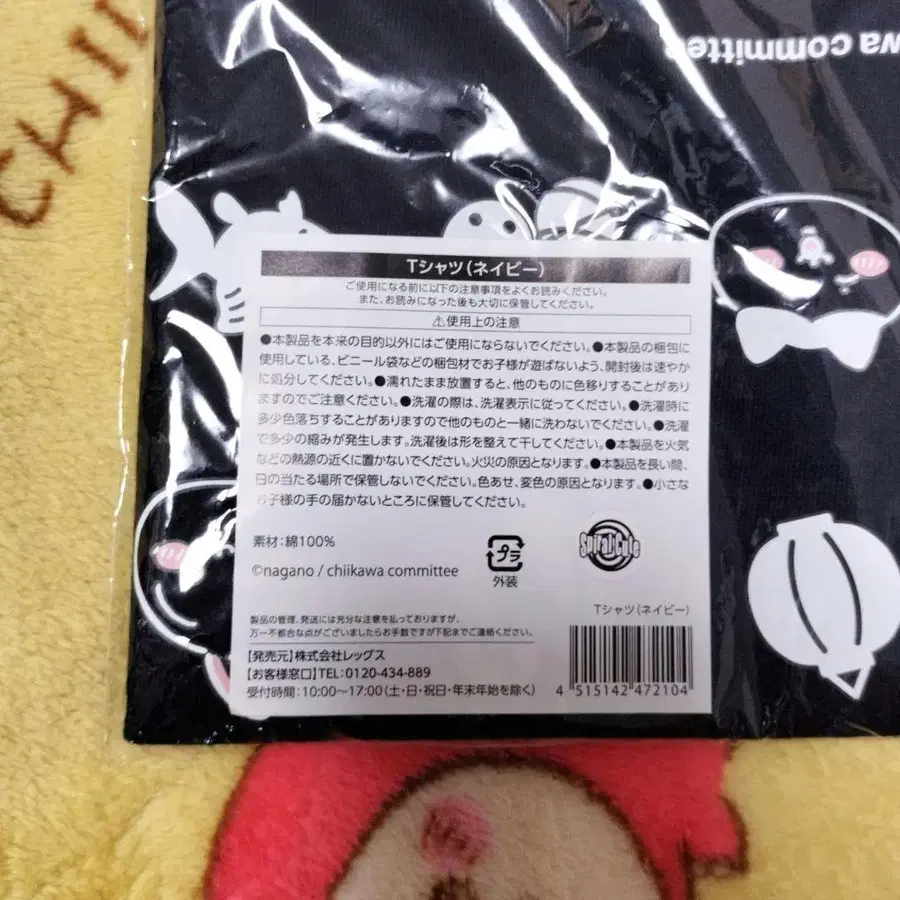 CHII
wa committee
Tシャツ(ネイビー)
ご使用になる前に以下の注意事項をよくお読みください。
また、お読みになった後も大切に保管してください。
⚠使用上の注意
●本製品を本来の目的以外にはご使用にならないでください。●本製品の梱包に
使用している、ビニール袋などの梱包材でお子様が遊ばないよう、開封後は速やか
に処分してください。●濡れたまま放置すると、他のものに色移りすることがあり
ますのでご注意ください。●洗濯の際は、洗濯表示に従ってください。●洗濯時に
多少色落ちすることがありますので他のものと一緒に洗わないでください。●洗濯
で多少の縮みが発生します。洗濯後は形を整えて干してください。●本製品を火気
などの熱源の近くに置かないでください。火災の原因となります。●本製品を長い間、
日の当たる場所で保管しないでください。色あせ、変色の原因となります。●小さな
お子様の手の届かないところに保管してください。
素材:綿100%
©nagano / chiikawa committee
プラ
外装
Spiral Cute
製品の管理、発送には充分な注意を払っておりますが、
万一不都合な点がございましたらお手数ですが下記までご連絡ください。
【発売元】株式会社レッグス
【お客様窓口】TEL:0120-434-889
受付時間:10:00〜17:00(土・日・祝日・年末年始を除く)
Tシャツ(ネイビー)
4 515142 472104